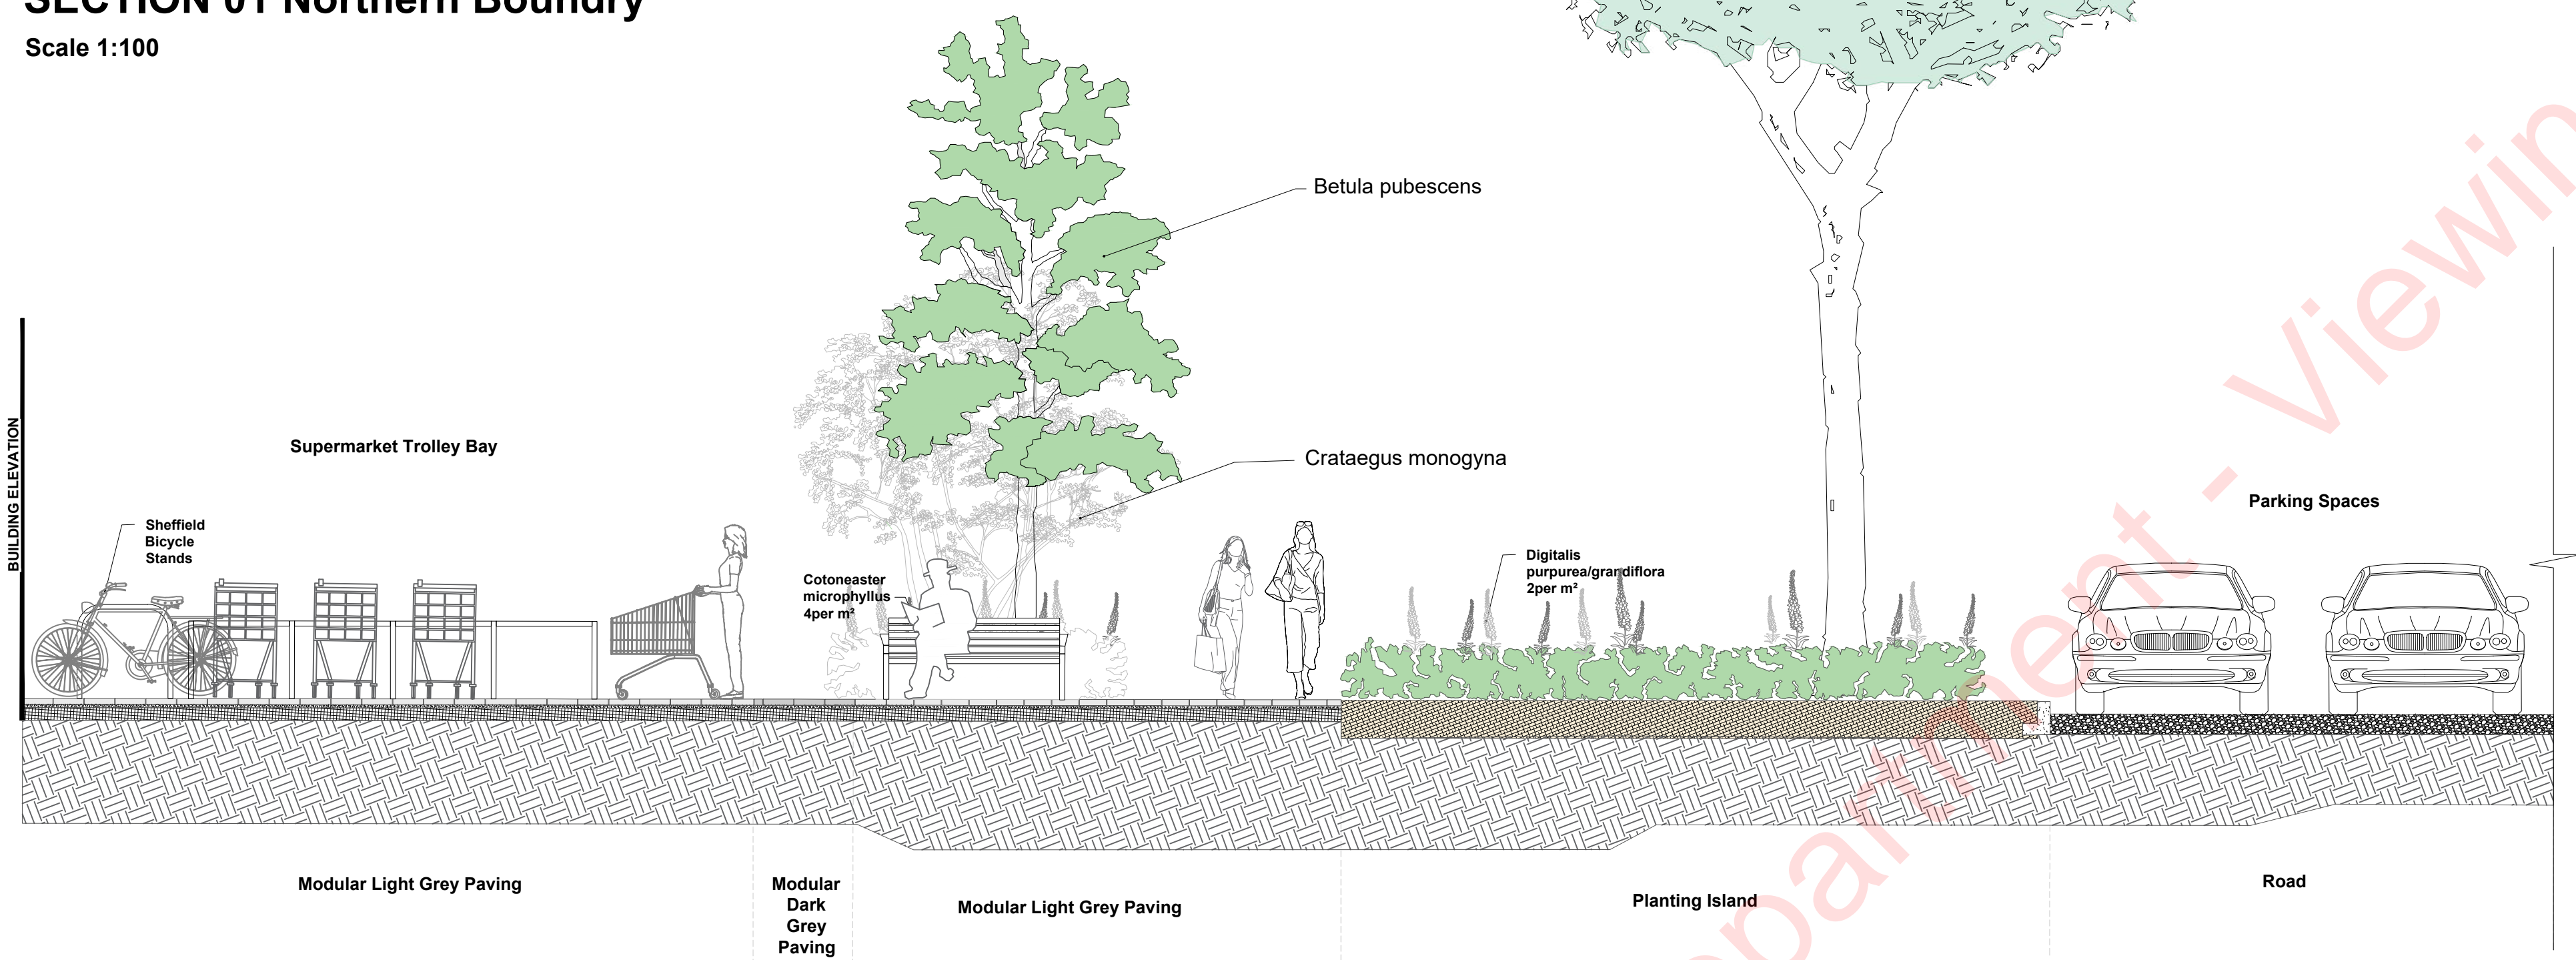 SECTION 01 Northern Boundry
Scale 1:100
Betula pubescens
BUILDING ELEVATION
Supermarket Trolley Bay
Crataegus monogyna
Parking Spaces
Sheffield
Bicycle
Stands
Cotoneaster
microphyllus
4per m²
Digitalis
purpurea/grandiflora
2per m²
Modular Light Grey Paving
Modular
Dark
Grey
Paving
Modular Light Grey Paving
Planting Island
Road
partment - Viewin